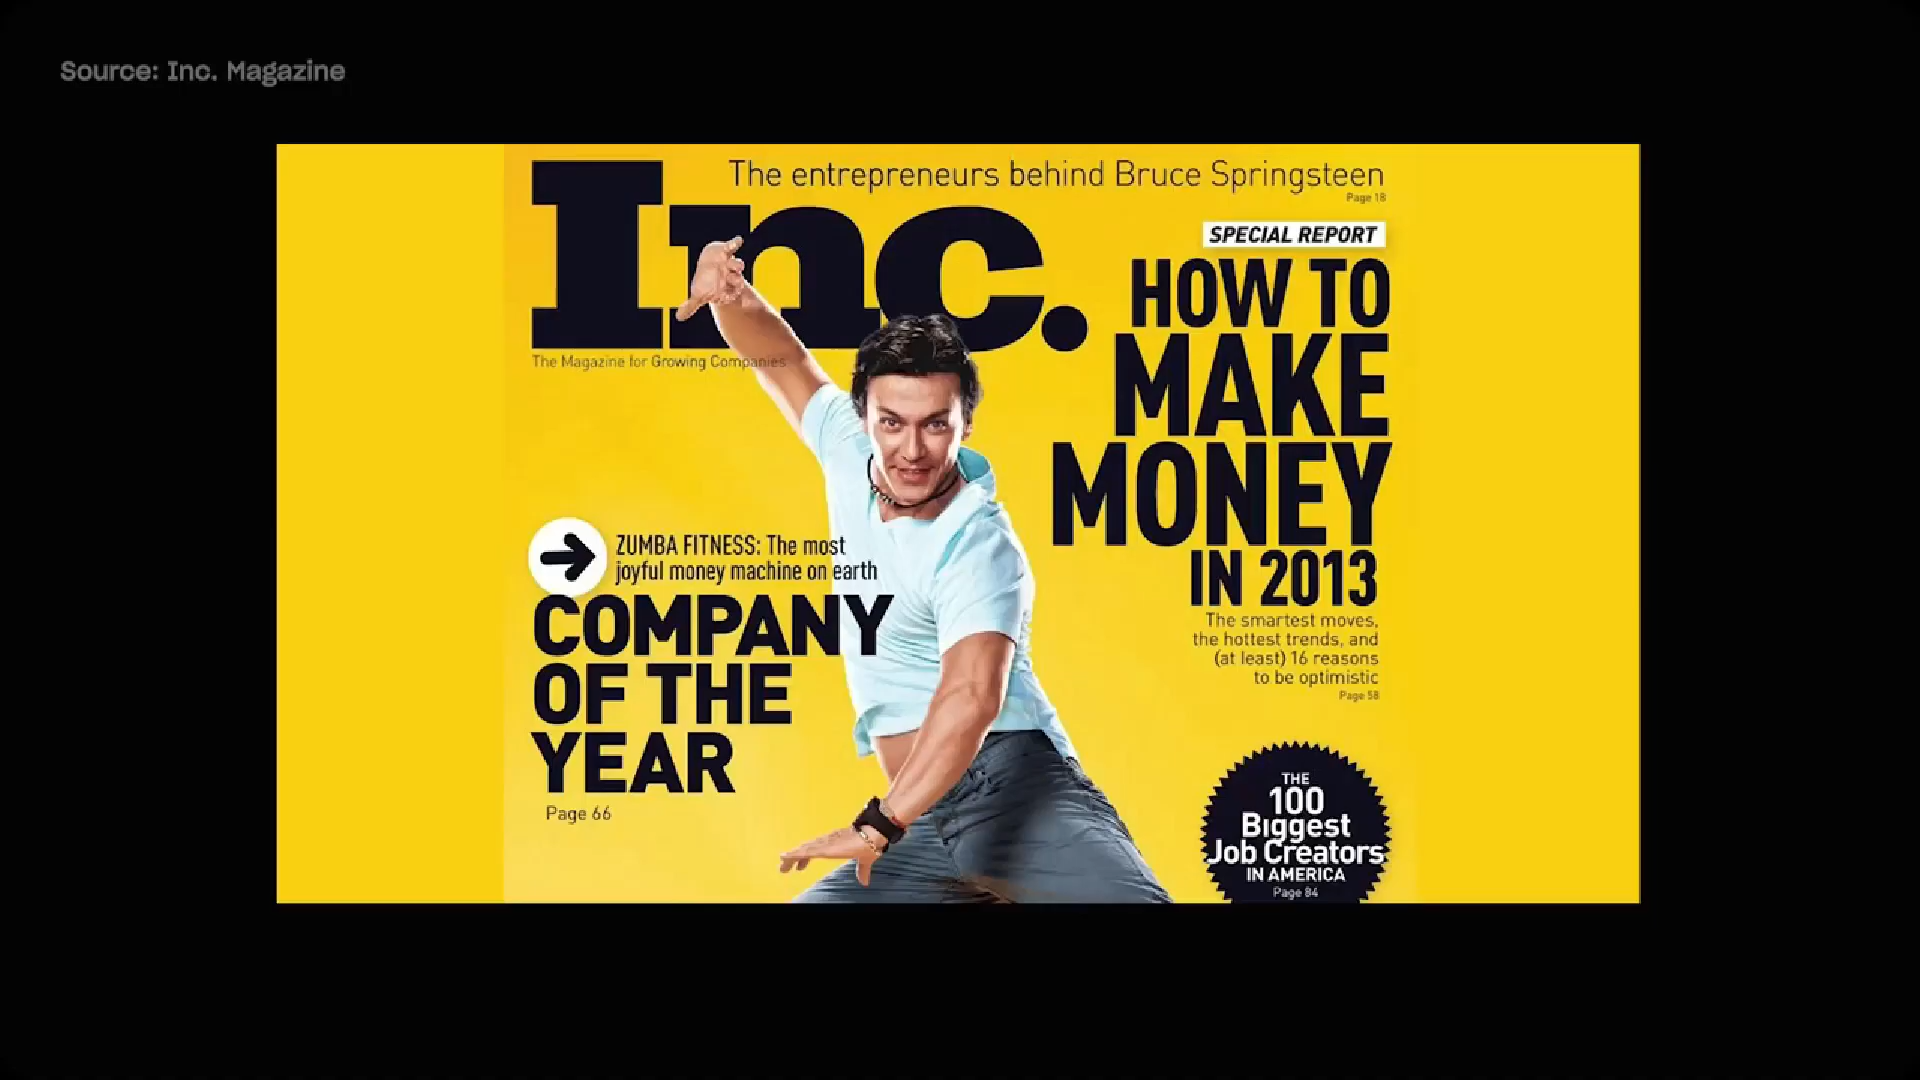 Source: Inc. Magazine
The entrepreneurs behind Bruce Springsteen
Page 18
Inc.
The Magazine for Growing Companies
SPECIAL REPORT
HOW TO
MAKE
MONEY
IN 2013
The smartest moves,
the hottest trends, and
(at least) 16 reasons
to be optimistic
Page 58
ZUMBA FITNESS: The most
joyful money machine on earth
COMPANY
OF THE
YEAR
Page 66
THE
100
Biggest
Job Creators
IN AMERICA
Page 84